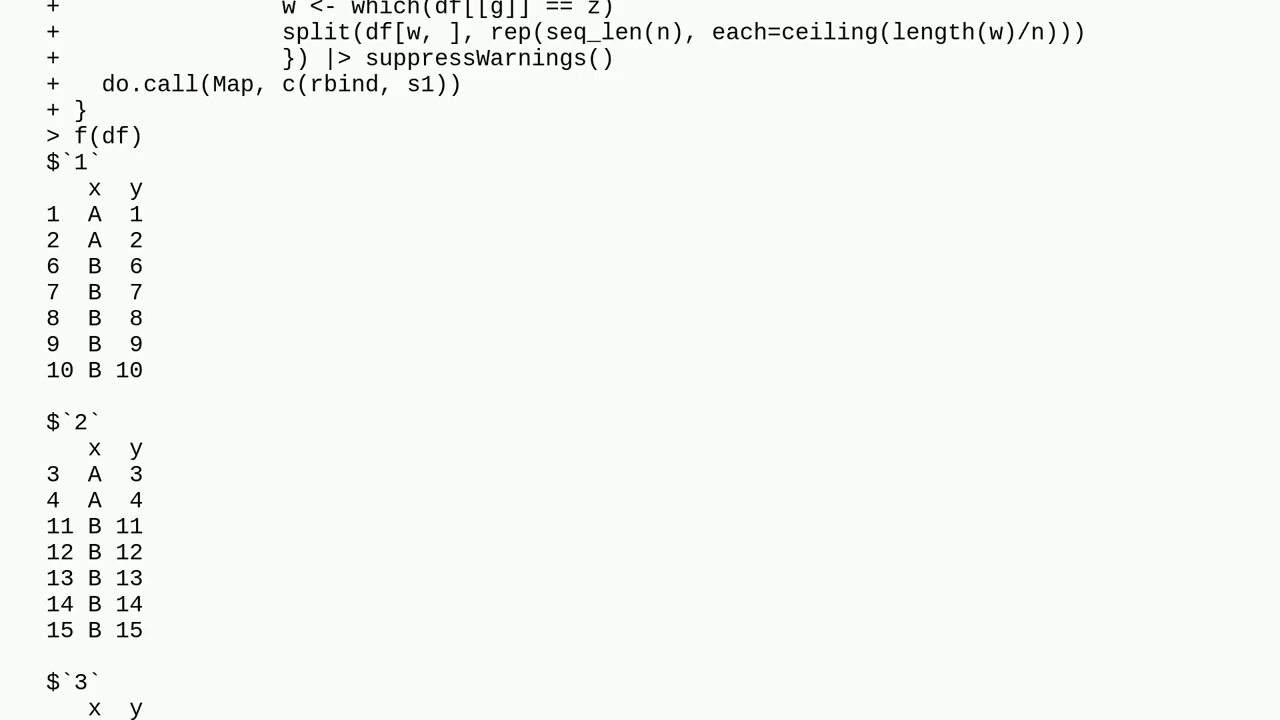 +                w <- which(df[[g]] == z)
+                split(df[w, ], rep(seq_len(n), each=ceiling(length(w)/n)))
+                }) |> suppressWarnings()
+   do.call(Map, c(rbind, s1))
+ }
> f(df)
$`1`
   x  y
1  A  1
2  A  2
6  B  6
7  B  7
8  B  8
9  B  9
10 B 10

$`2`
   x  y
3  A  3
4  A  4
11 B 11
12 B 12
13 B 13
14 B 14
15 B 15

$`3`
   x  y